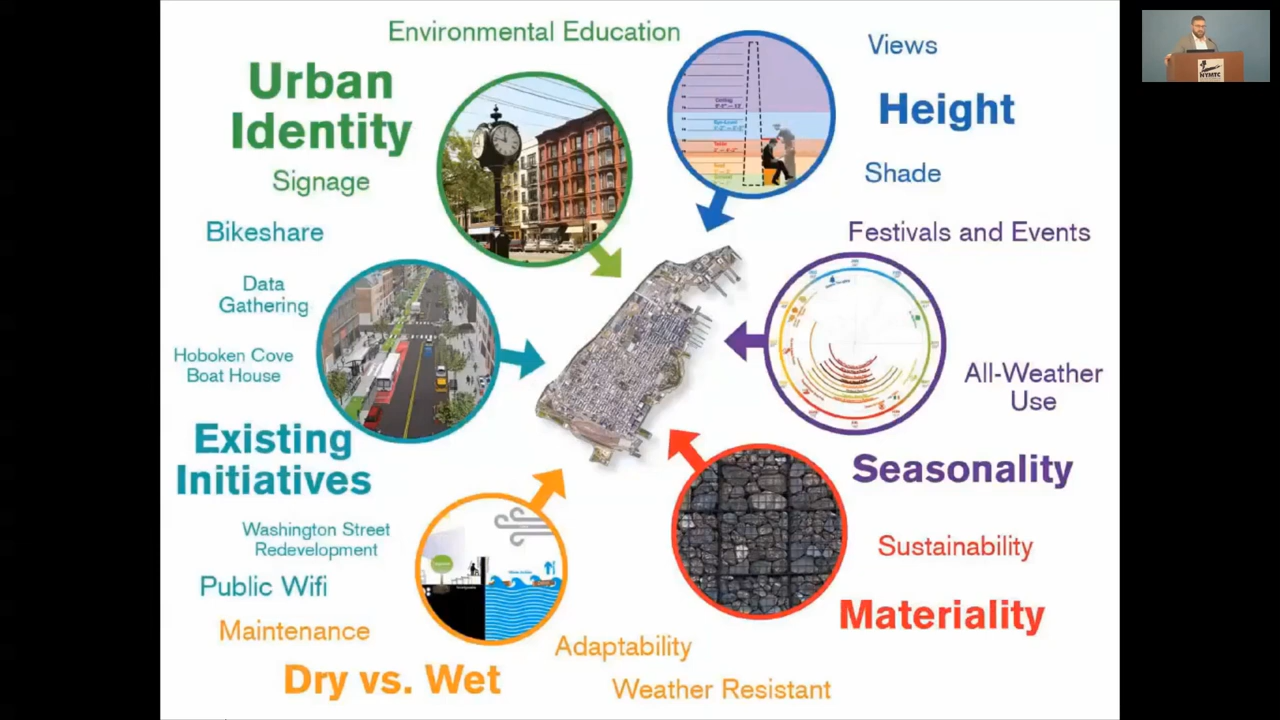 Environmental Education
Urban
Identity
Signage
Views
Height
Shade
Bikeshare
Data
Gathering
Hoboken Cove
Boat House
Existing
Initiatives
Washington Street
Redevelopment
Public Wifi
Festivals and Events
All-Weather
Use
Seasonality
Sustainability
Materiality
Maintenance
Dry vs. Wet
Adaptability
Weather Resistant
NYMTC